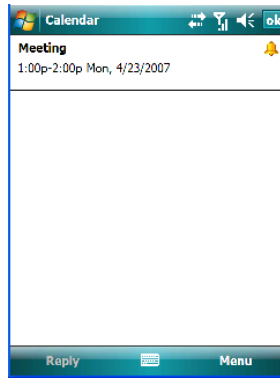 Calendar
ok
Meeting
1:00p-2:00p Mon, 4/23/2007
Reply
Menu